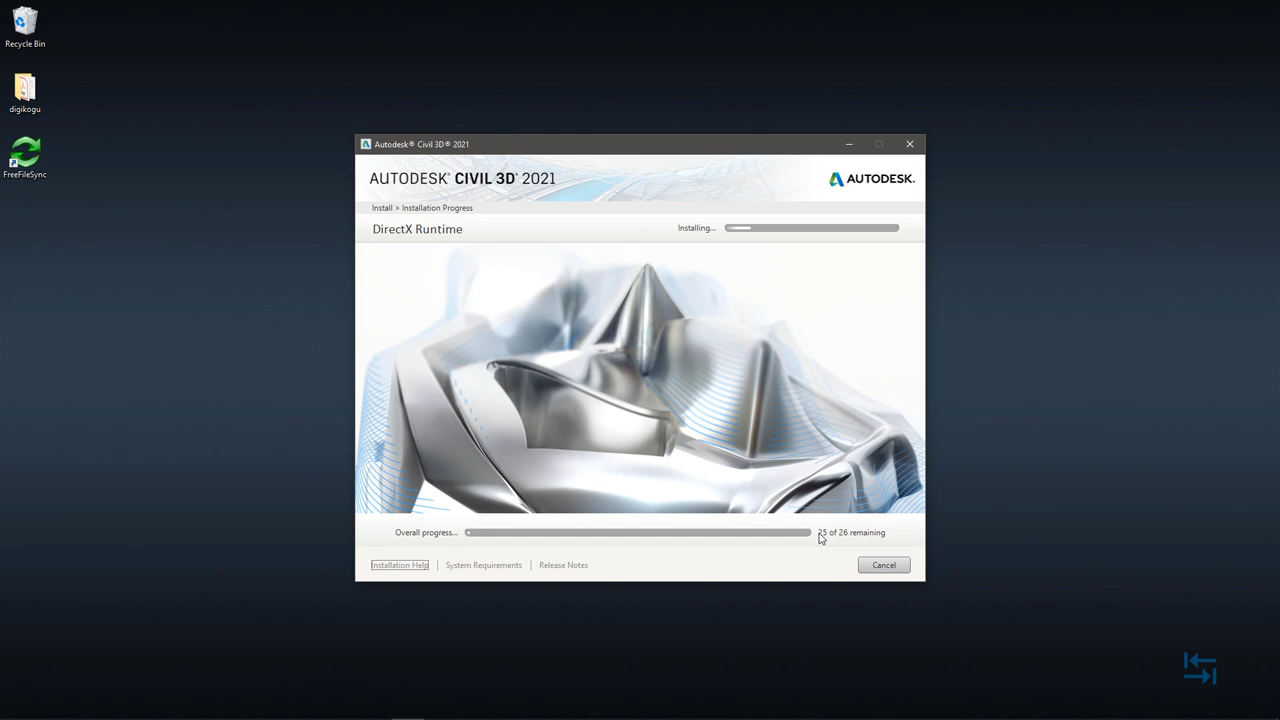 Recycle Bin
digikogu
FreeFileSync
Autodesk® Civil 3D® 2021
AUTODESK® CIVIL 3D® 2021
AUTODESK.
Install > Installation Progress
DirectX Runtime
Installing...
Overall progress...
25 of 26 remaining
Installation Help
System Requirements
Release Notes
Cancel